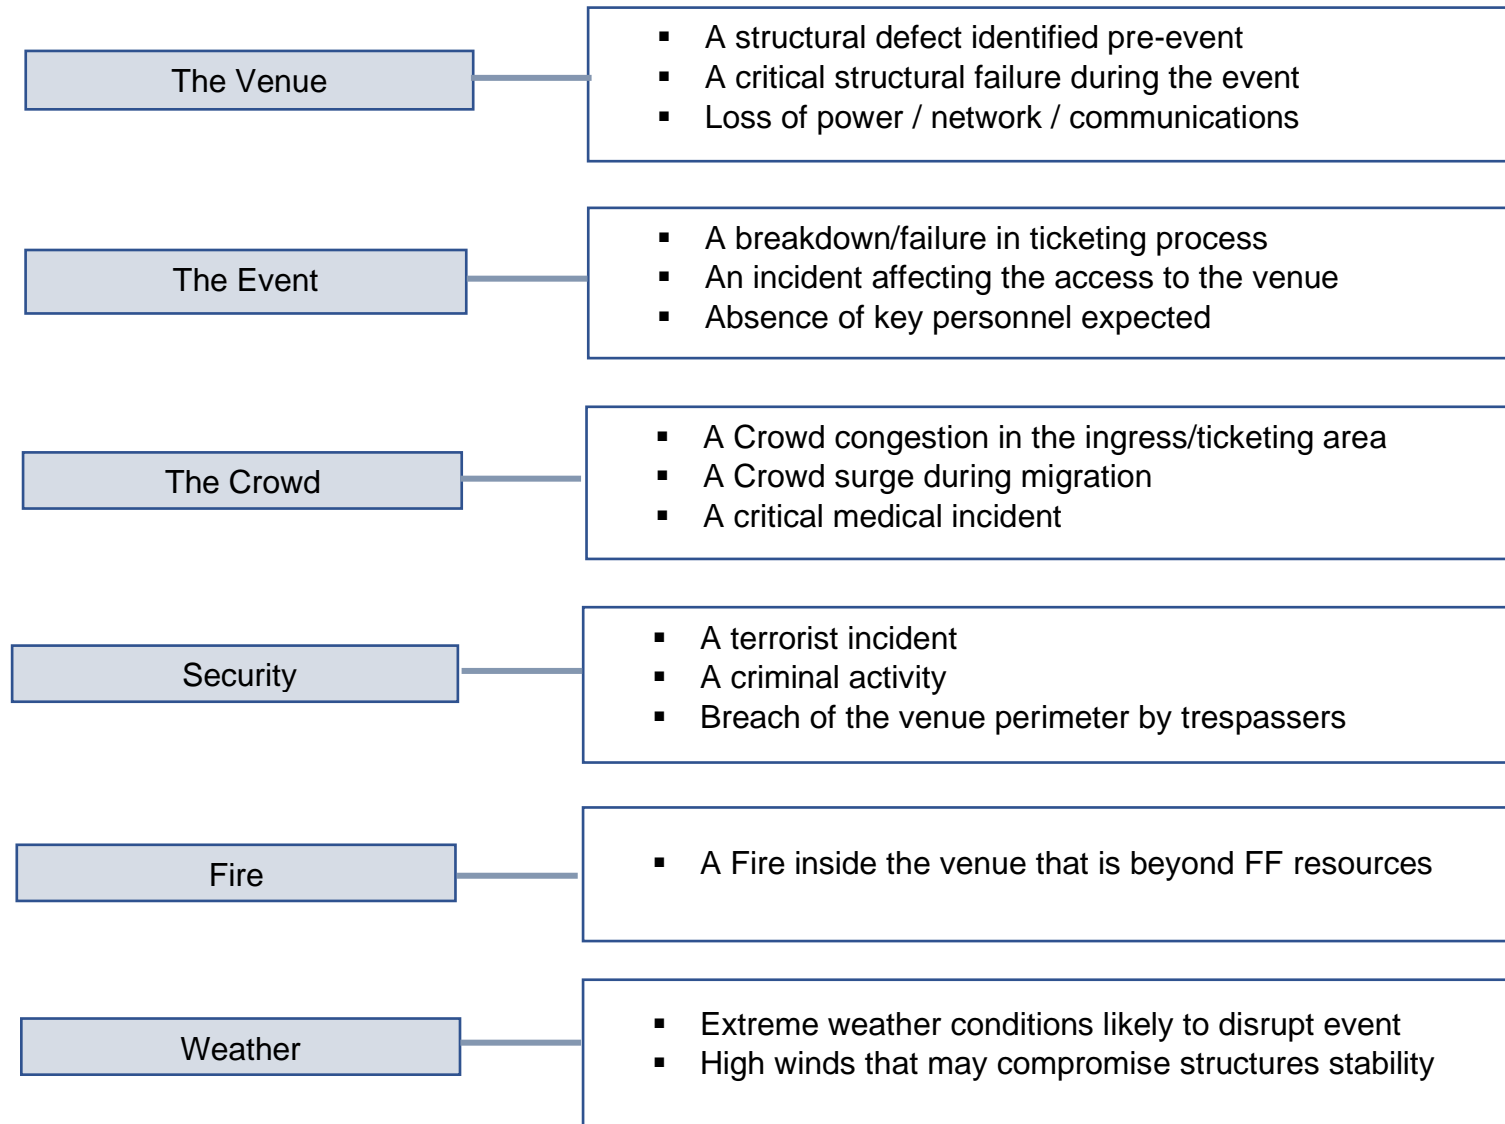 The Venue
▪ A structural defect identified pre-event
▪ A critical structural failure during the event
▪ Loss of power / network / communications
The Event
▪ A breakdown/failure in ticketing process
▪ An incident affecting the access to the venue
▪ Absence of key personnel expected
The Crowd
▪ A Crowd congestion in the ingress/ticketing area
▪ A Crowd surge during migration
▪ A critical medical incident
Security
▪ A terrorist incident
▪ A criminal activity
▪ Breach of the venue perimeter by trespassers
Fire
▪ A Fire inside the venue that is beyond FF resources
Weather
▪ Extreme weather conditions likely to disrupt event
▪ High winds that may compromise structures stability